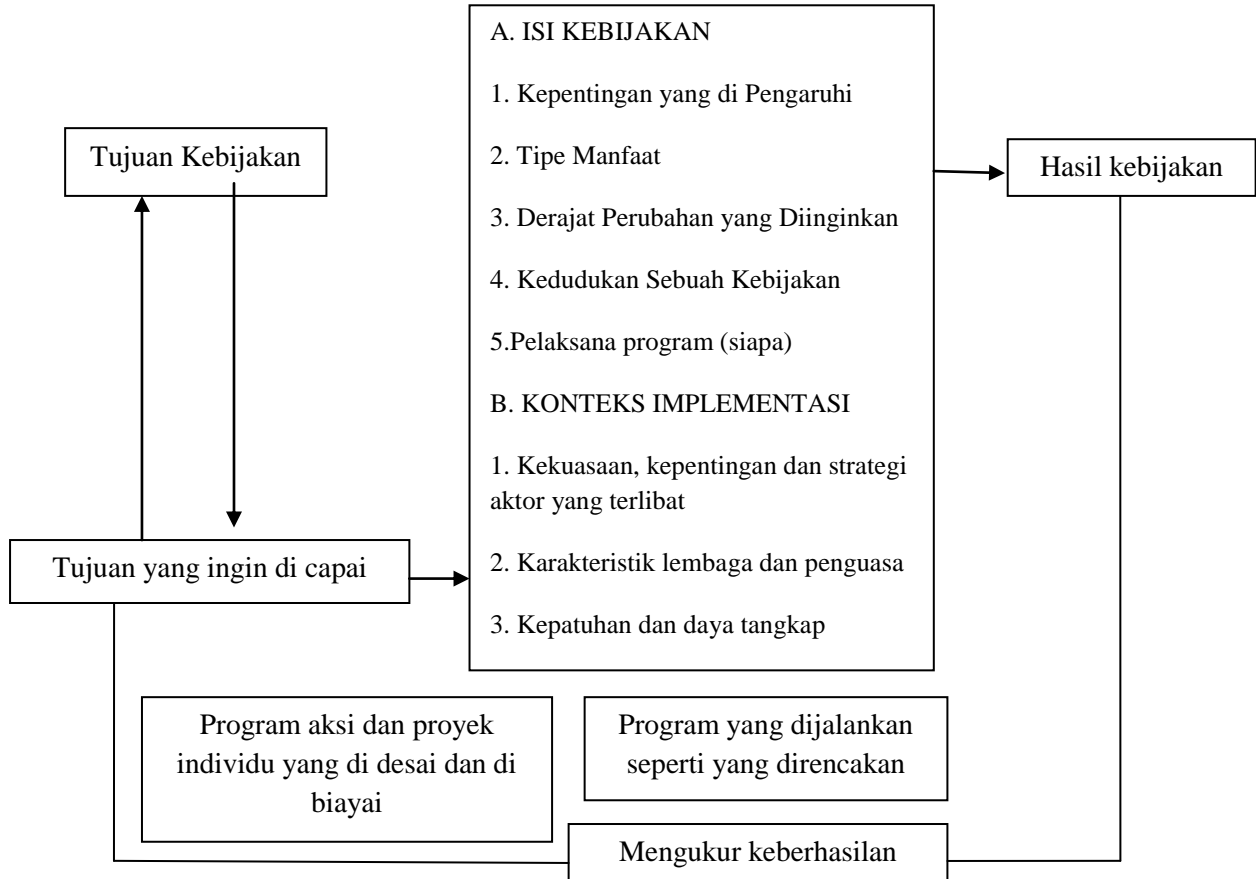 Tujuan Kebijakan
Tujuan yang ingin di capai
A. ISI KEBIJAKAN
1. Kepentingan yang di Pengaruhi
2. Tipe Manfaat
3. Derajat Perubahan yang Diinginkan
4. Kedudukan Sebuah Kebijakan
5.Pelaksana program (siapa)
B. KONTEKS IMPLEMENTASI
1. Kekuasaan, kepentingan dan strategi
aktor yang terlibat
2. Karakteristik lembaga dan penguasa
3. Kepatuhan dan daya tangkap
Hasil kebijakan
Program aksi dan proyek
individu yang di desai dan di
biayai
Program yang dijalankan
seperti yang direncakan
Mengukur keberhasilan